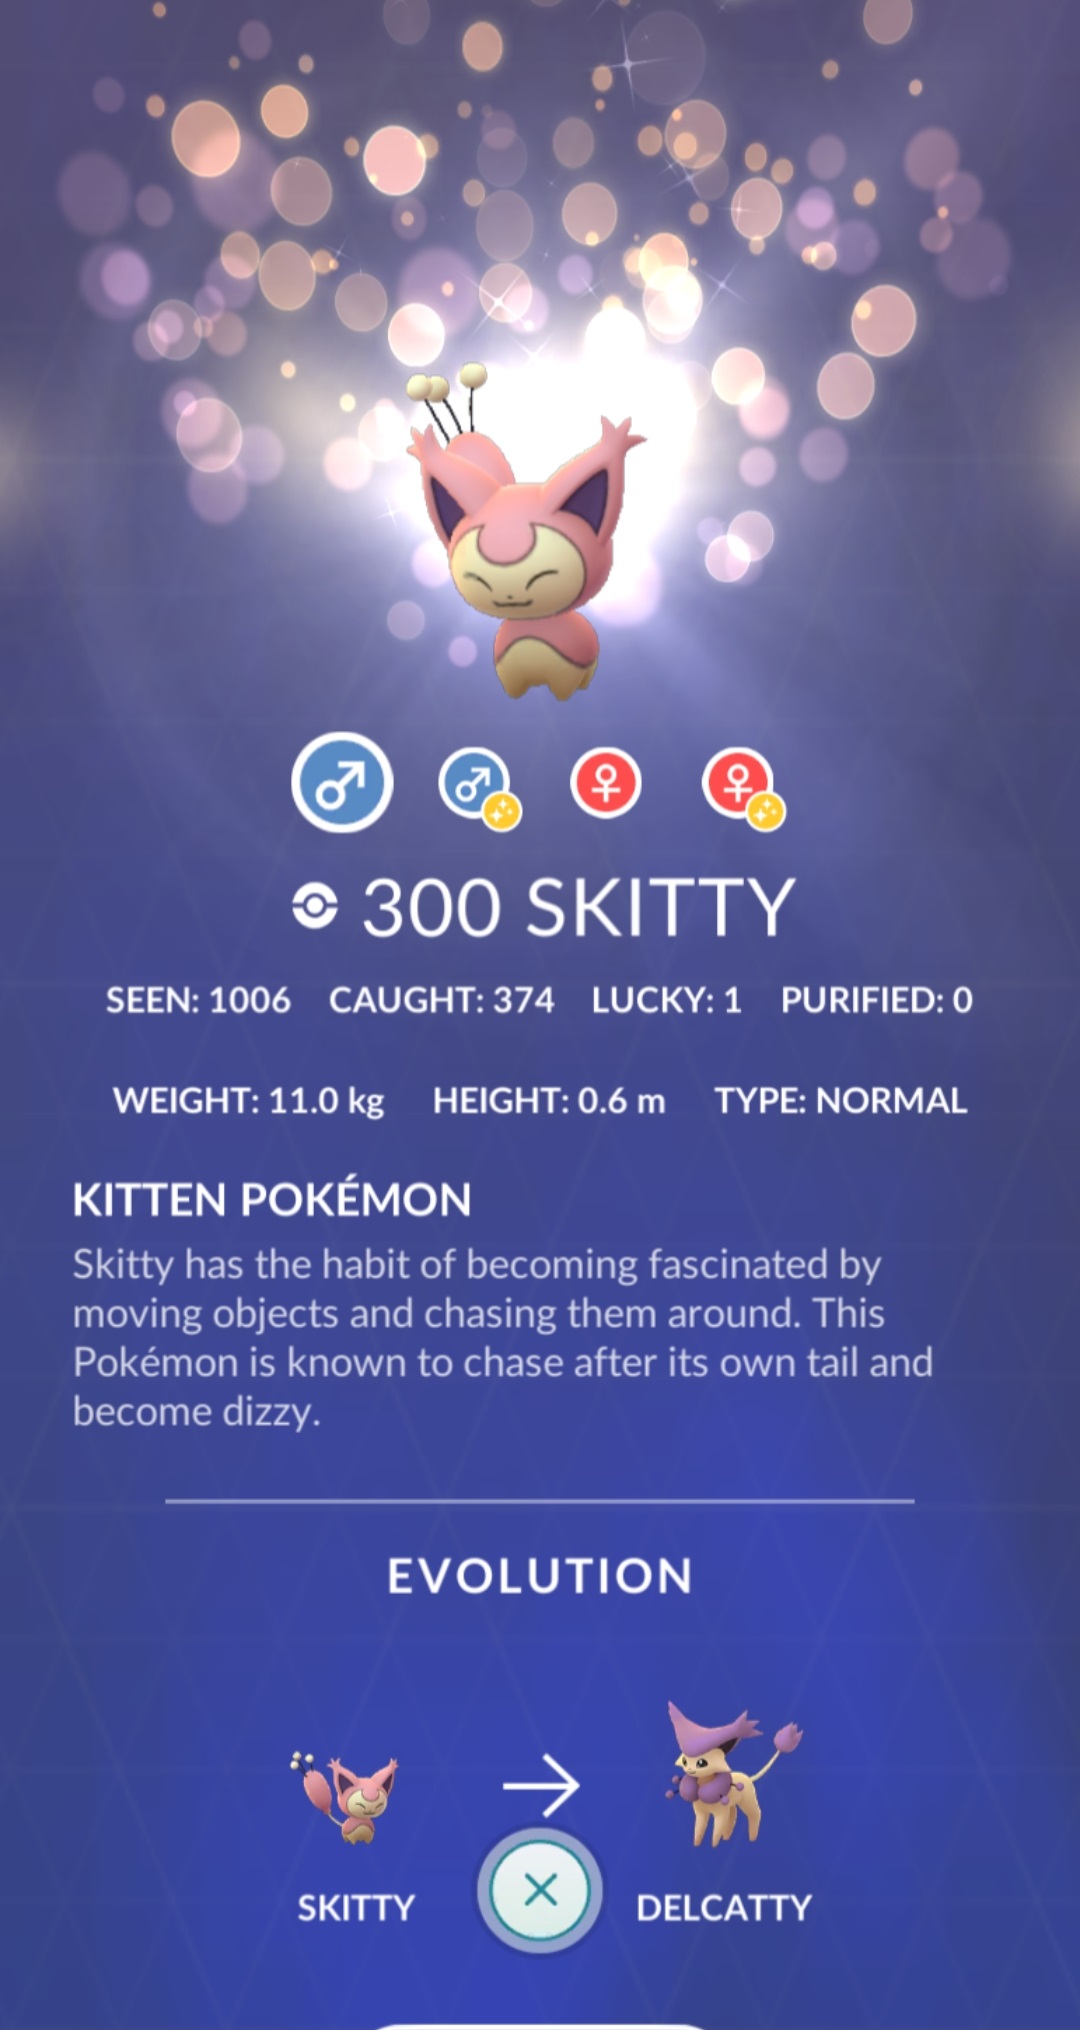 300 SKITTY
SEEN: 1006 CAUGHT: 374 LUCKY: 1 PURIFIED: 0
WEIGHT: 11.0 kg HEIGHT: 0.6 m TYPE: NORMAL
KITTEN POKÉMON
Skitty has the habit of becoming fascinated by
moving objects and chasing them around. This
Pokémon is known to chase after its own tail and
become dizzy.
EVOLUTION
SKITTY DELCATTY